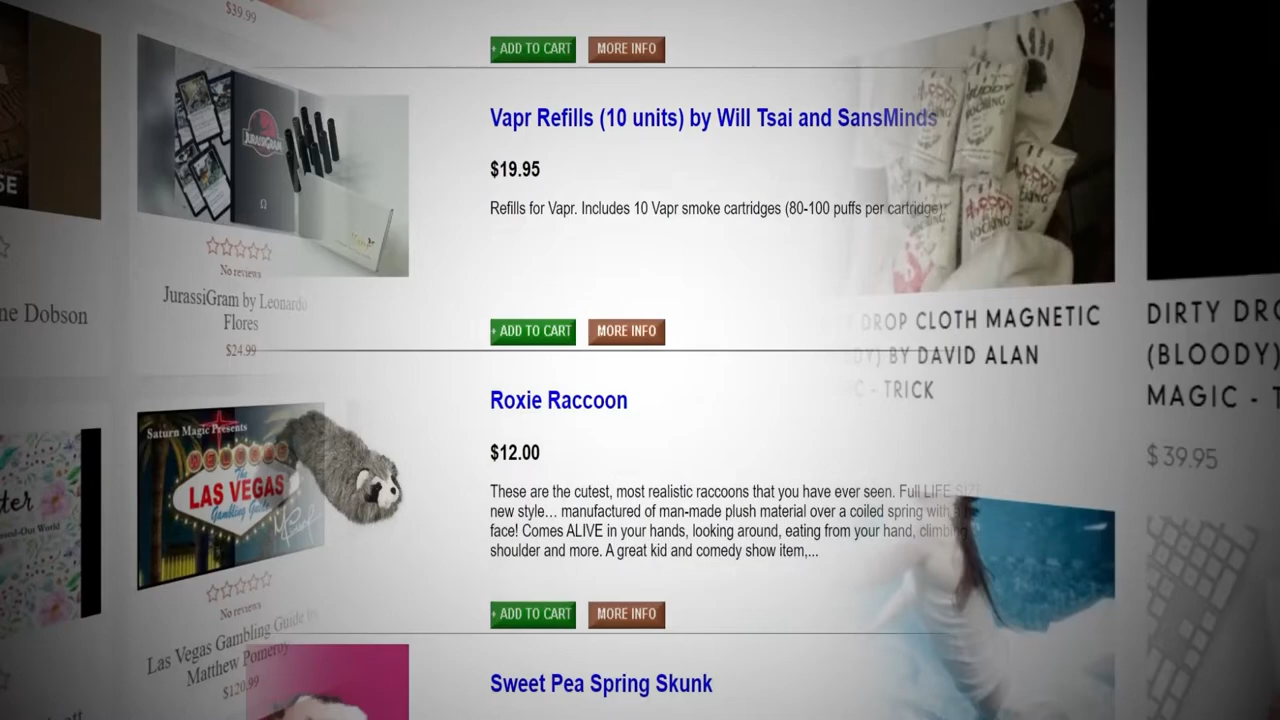 $39.99
+ ADD TO CART
MORE INFO
Vapr Refills (10 units) by Will Tsai and SansMinds
$19.95
Refills for Vapr. Includes 10 Vapr smoke cartridges (80-100 puffs per cartridge)
+ ADD TO CART
MORE INFO
Roxie Raccoon
$12.00
These are the cutest, most realistic raccoons that you have ever seen. Full LIFE SIZE
new style… manufactured of man-made plush material over a coiled spring with a
face! Comes ALIVE in your hands, looking around, eating from your hand, climbing
shoulder and more. A great kid and comedy show item,...
+ ADD TO CART
MORE INFO
Sweet Pea Spring Skunk
SE
ne Dobson
JURASSIGRAM
No reviews
JurassiGram by Leonardo
Flores
$24.99
Saturn Magic Presents
WELCOME
The
LAS VEGAS
Gambling Guide
No reviews
Las Vegas Gambling Guide by
Matthew Pomeroy
$120.99
DROP CLOTH MAGNETIC
BY DAVID ALAN
- TRICK
DIRTY DRO
(BLOODY)
MAGIC - T
$39.95